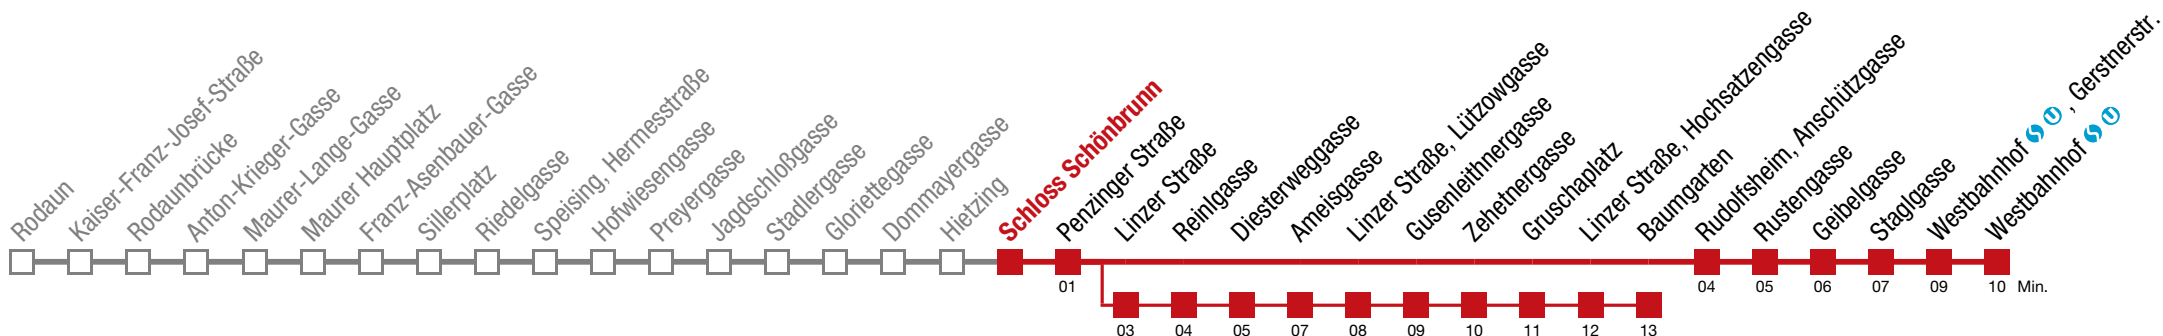 Rodaun
Kaiser-Franz-Josef-Straße
Rodaunbrücke
Anton-Krieger-Gasse
Maurer-Lange-Gasse
Maurer Hauptplatz
Franz-Asenbauer-Gasse
Sillerplatz
Riedelgasse
Speising, Hermesstraße
Hofwiesengasse
Preyergasse
Jagdschloßgasse
Stadlergasse
Gloriettegasse
Dommayergasse
Hietzing
Schloss Schönbrunn
Penzinger Straße
Linzer Straße
Reinlgasse
Diesterweggasse
Ameisgasse
Linzer Straße, Lützowgasse
Gusenleithnergasse
Zehetnergasse
Gruschaplatz
Linzer Straße, Hochsatzengasse
Baumgarten
Rudolfsheim, Anschützgasse
Rustengasse
Geibelgasse
Staglgasse
Westbahnhof S U , Gerstnerstr.
Westbahnhof S U
01 04 05 06 07 09 10 Min.
03 04 05 07 08 09 10 11 12 13